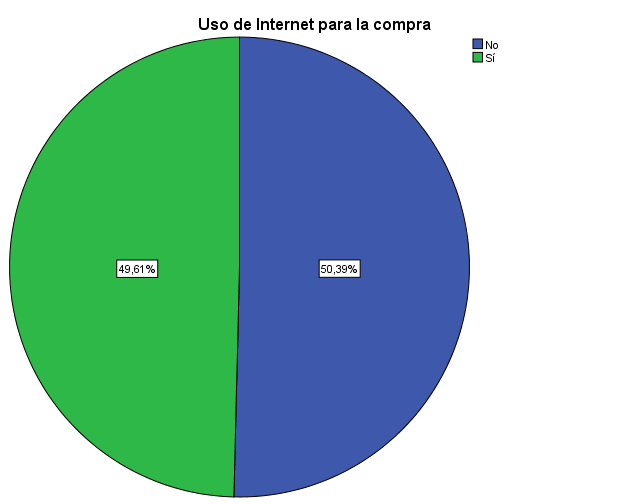 Uso de Internet para la compra
No
Sí
49,61%
50,39%